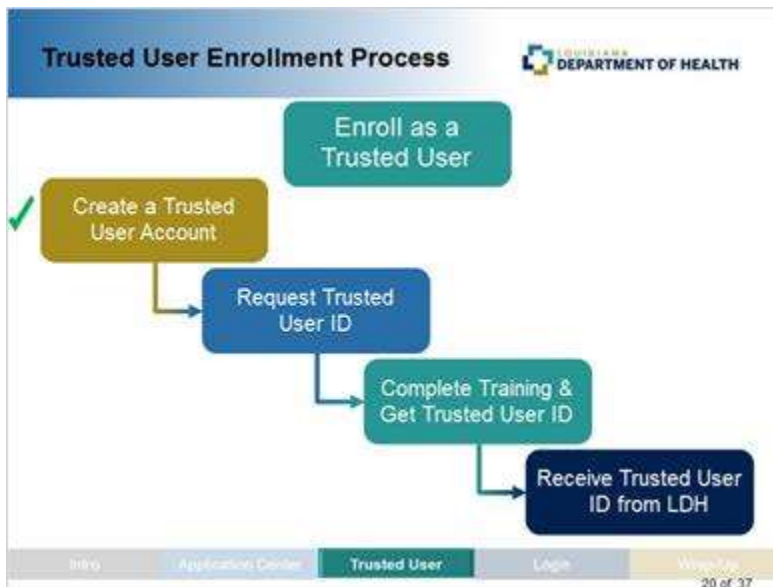 Trusted User Enrollment Process
LOUISIANA
DEPARTMENT OF HEALTH
Enroll as a
Trusted User
Create a Trusted
User Account
Request Trusted
User ID
Complete Training &
Get Trusted User ID
Receive Trusted User
ID from LDH
Intro
Application Center
Trusted User
Login
Wrap-Up
20 of 37